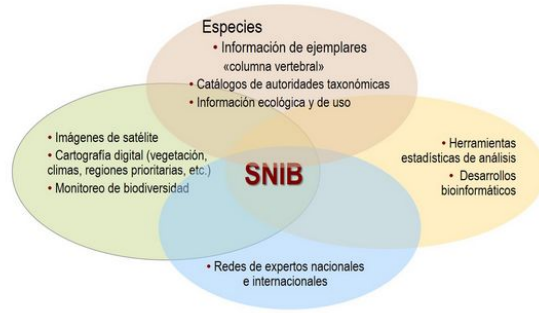 Especies
• Información de ejemplares
«columna vertebral»
• Catálogos de autoridades taxonómicas
• Información ecológica y de uso
• Imágenes de satélite
• Cartografía digital (vegetación,
climas, regiones prioritarias, etc.)
• Monitoreo de biodiversidad
SNIB
• Herramientas
estadísticas de análisis
• Desarrollos
bioinformáticos
• Redes de expertos nacionales
e internacionales